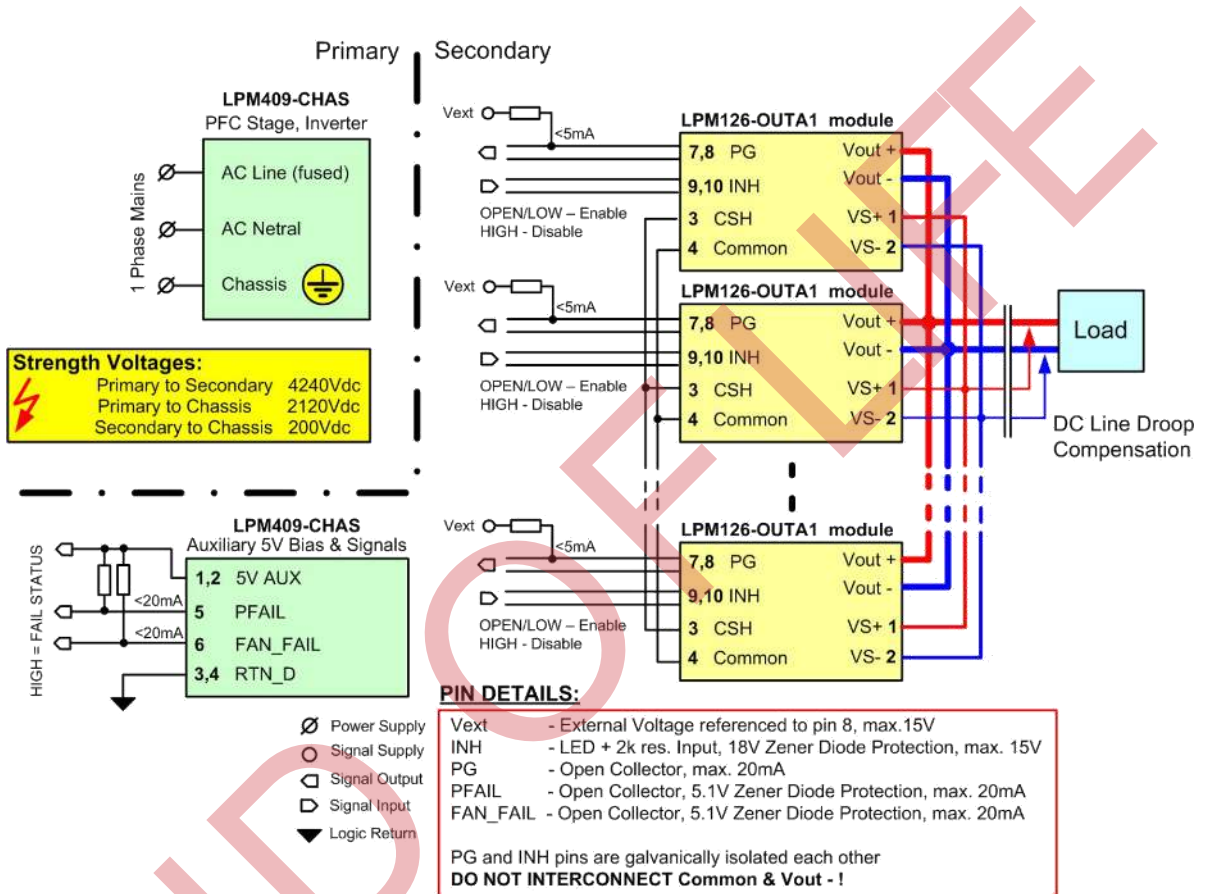 Primary
Secondary
LPM409-CHAS
PFC Stage, Inverter
1 Phase Mains
AC Line (fused)
AC Netral
Chassis
Strength Voltages:
Primary to Secondary 4240Vdc
Primary to Chassis 2120Vdc
Secondary to Chassis 200Vdc
LPM409-CHAS
Auxiliary 5V Bias & Signals
HIGH = FAIL STATUS
1,2 5V AUX
<20mA
5 PFAIL
<20mA
6 FAN_FAIL
3,4 RTN_D
Power Supply
Signal Supply
Signal Output
Signal Input
Logic Return
Vext
<5mA
OPEN/LOW – Enable
HIGH - Disable
LPM126-OUTA1 module
7,8 PG Vout +
9,10 INH Vout -
3 CSH VS+ 1
4 Common VS- 2
Vext
<5mA
OPEN/LOW – Enable
HIGH - Disable
LPM126-OUTA1 module
7,8 PG Vout +
9,10 INH Vout -
3 CSH VS+ 1
4 Common VS- 2
Load
DC Line Droop
Compensation
Vext
<5mA
OPEN/LOW – Enable
HIGH - Disable
LPM126-OUTA1 module
7,8 PG Vout +
9,10 INH Vout -
3 CSH VS+ 1
4 Common VS- 2
PIN DETAILS:
Vext - External Voltage referenced to pin 8, max.15V
INH - LED + 2k res. Input, 18V Zener Diode Protection, max. 15V
PG - Open Collector, max. 20mA
PFAIL - Open Collector, 5.1V Zener Diode Protection, max. 20mA
FAN_FAIL - Open Collector, 5.1V Zener Diode Protection, max. 20mA
PG and INH pins are galvanically isolated each other
DO NOT INTERCONNECT Common & Vout - !
ND OF LIFE